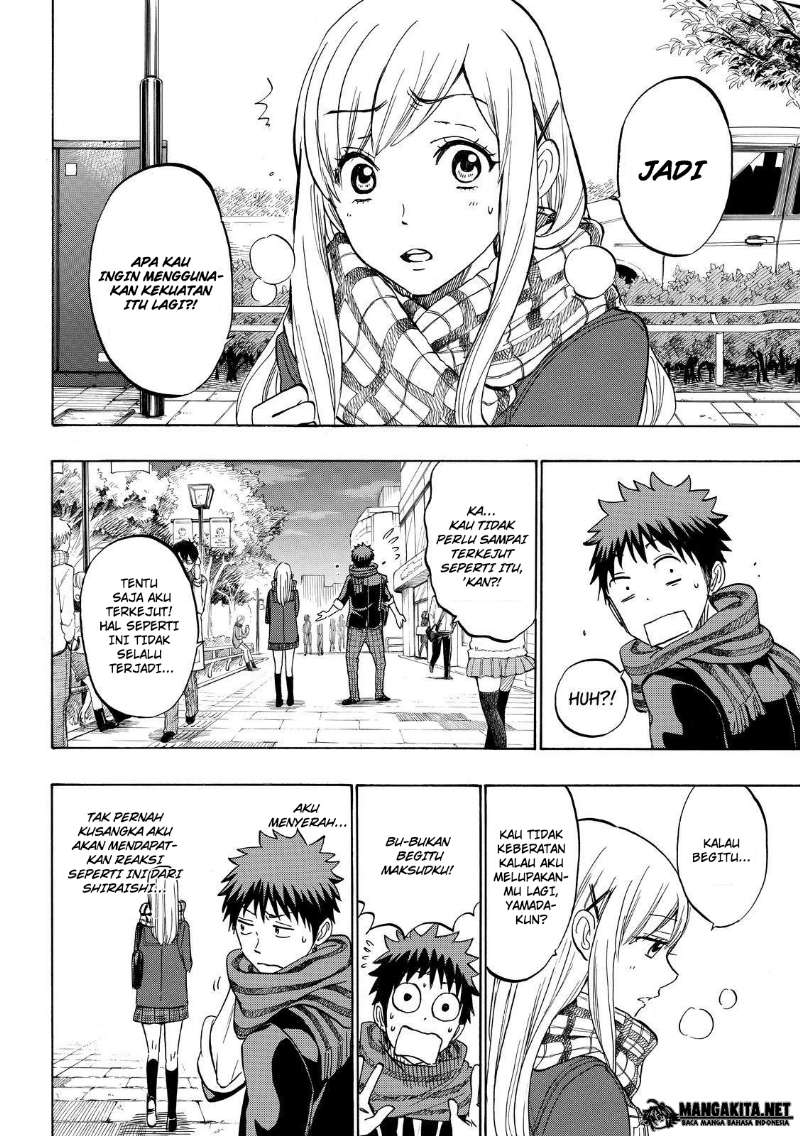 JADI
APA KAU
INGIN MENGGUNA-
KAN KEKUATAN
ITU LAGI?!
HUH?!
KA...
KAU TIDAK
PERLU SAMPAI
TERKEJUT
SEPERTI ITU,
'KAN?!
TENTU
SAJA AKU
TERKEJUT!
HAL SEPERTI
INI TIDAK
SELALU
TERJADI...
KALAU
BEGITU...
KAU TIDAK
KEBERATAN
KALAU AKU
MELUPAKAN-
MU LAGI,
YAMADA-
KUN?
BU-BUKAN
BEGITU
MAKSUDKU!
AKU
MENYERAH...
TAK PERNAH
KUSANGKA AKU
AKAN MENDAPAT-
KAN REAKSI
SEPERTI INI DARI
SHIRAISHI...
MANGAKITA.NET
BACA MANGA BAHASA INDONESIA